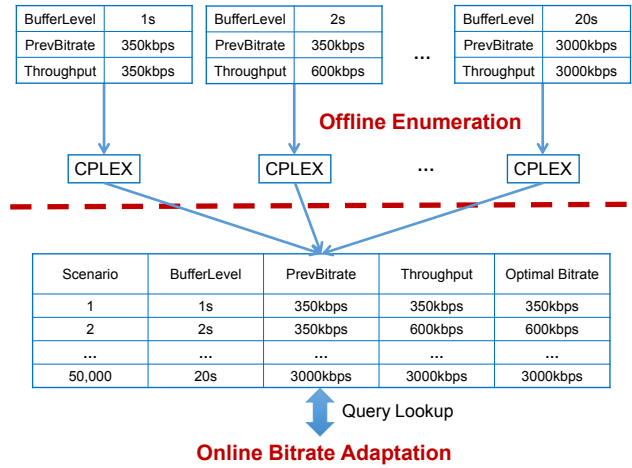 BufferLevel 1s BufferLevel 2s BufferLevel 20s
PrevBitrate 350kbps PrevBitrate 350kbps ... PrevBitrate 3000kbps
Throughput 350kbps Throughput 600kbps Throughput 3000kbps
Offline Enumeration
CPLEX CPLEX ... CPLEX
Scenario BufferLevel PrevBitrate Throughput Optimal Bitrate
1 1s 350kbps 350kbps 350kbps
2 2s 350kbps 600kbps 600kbps
... ... ... ... ...
50,000 20s 3000kbps 3000kbps 3000kbps
Query Lookup
Online Bitrate Adaptation